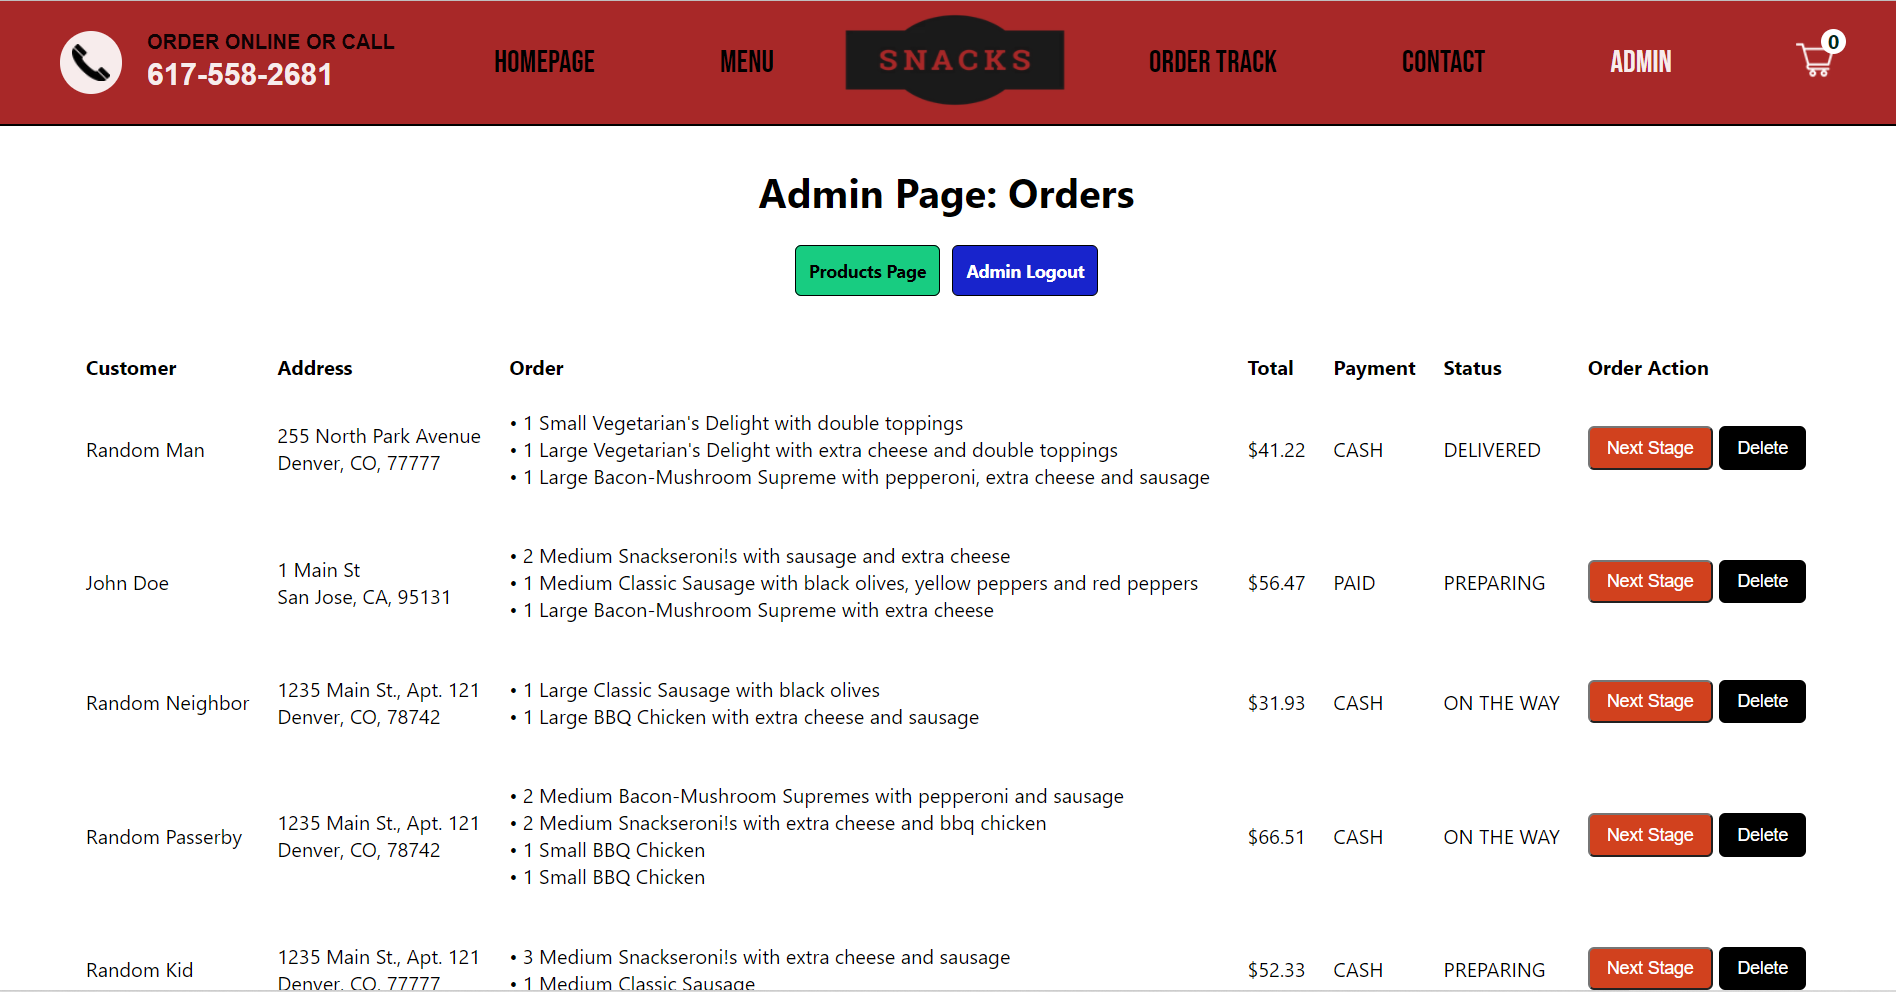 ORDER ONLINE OR CALL
617-558-2681
HOMEPAGE
MENU
SNACKS
ORDER TRACK
CONTACT
ADMIN
0
Admin Page: Orders
Products Page
Admin Logout
Customer Address Order Total Payment Status Order Action
Random Man
255 North Park Avenue
Denver, CO, 77777
• 1 Small Vegetarian's Delight with double toppings
• 1 Large Vegetarian's Delight with extra cheese and double toppings
• 1 Large Bacon-Mushroom Supreme with pepperoni, extra cheese and sausage
$41.22
CASH
DELIVERED
Next Stage
Delete
John Doe
1 Main St
San Jose, CA, 95131
• 2 Medium Snackseroni!s with sausage and extra cheese
• 1 Medium Classic Sausage with black olives, yellow peppers and red peppers
• 1 Large Bacon-Mushroom Supreme with extra cheese
$56.47
PAID
PREPARING
Next Stage
Delete
Random Neighbor
1235 Main St., Apt. 121
Denver, CO, 78742
• 1 Large Classic Sausage with black olives
• 1 Large BBQ Chicken with extra cheese and sausage
$31.93
CASH
ON THE WAY
Next Stage
Delete
Random Passerby
1235 Main St., Apt. 121
Denver, CO, 78742
• 2 Medium Bacon-Mushroom Supremes with pepperoni and sausage
• 2 Medium Snackseroni!s with extra cheese and bbq chicken
• 1 Small BBQ Chicken
• 1 Small BBQ Chicken
$66.51
CASH
ON THE WAY
Next Stage
Delete
Random Kid
1235 Main St., Apt. 121
Denver, CO, 77777
• 3 Medium Snackseroni!s with extra cheese and sausage
• 1 Medium Classic Sausage
$52.33
CASH
PREPARING
Next Stage
Delete